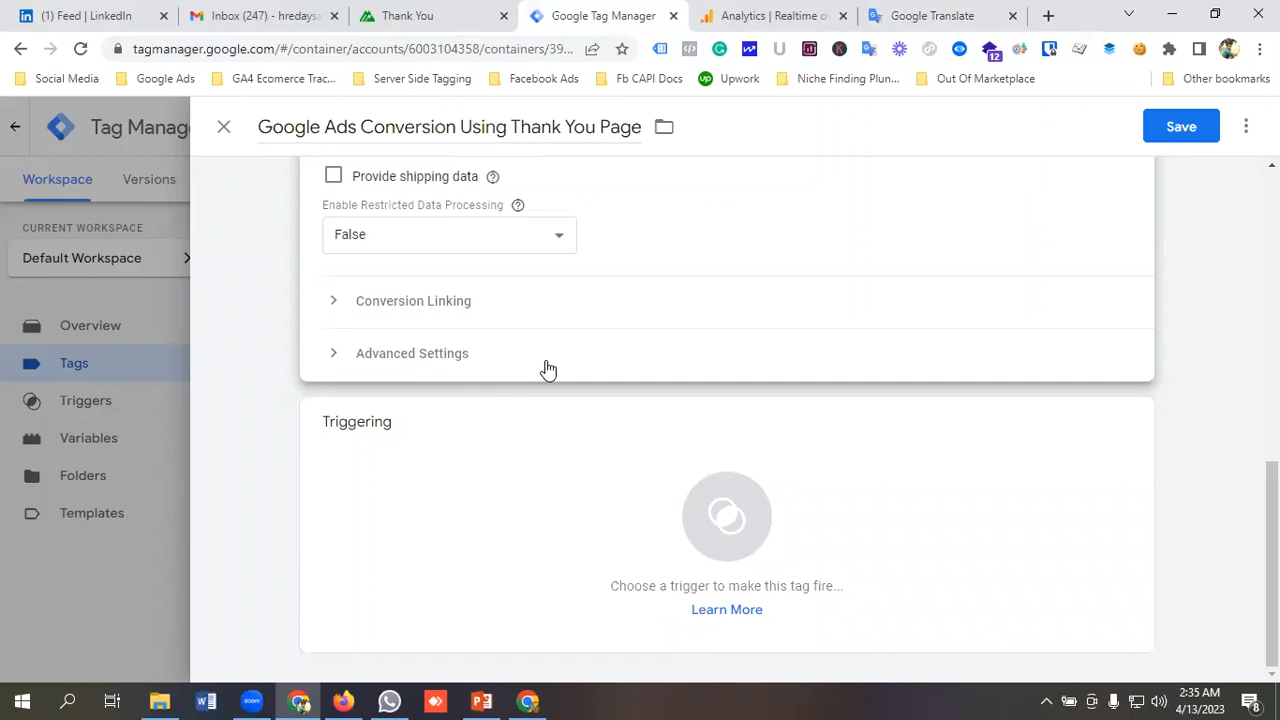 (1) Feed | LinkedIn
Inbox (247) - hredaysa
Thank You
Google Tag Manager
Analytics | Realtime o
Google Translate
tagmanager.google.com/#/container/accounts/6003104358/containers/39...
12
Social Media
Google Ads
GA4 Ecomerce Trac...
Server Side Tagging
Facebook Ads
Fb CAPI Docs
Upwork
Niche Finding Plun...
Out Of Marketplace
Other bookmarks
Tag Manag
Google Ads Conversion Using Thank You Page
Save
Workspace
Versions
Provide shipping data
Enable Restricted Data Processing
False
CURRENT WORKSPACE
Default Workspace
Conversion Linking
Overview
Advanced Settings
Tags
Triggers
Triggering
Variables
Folders
Templates
Choose a trigger to make this tag fire...
Learn More
zoom
2:35 AM
4/13/2023
8